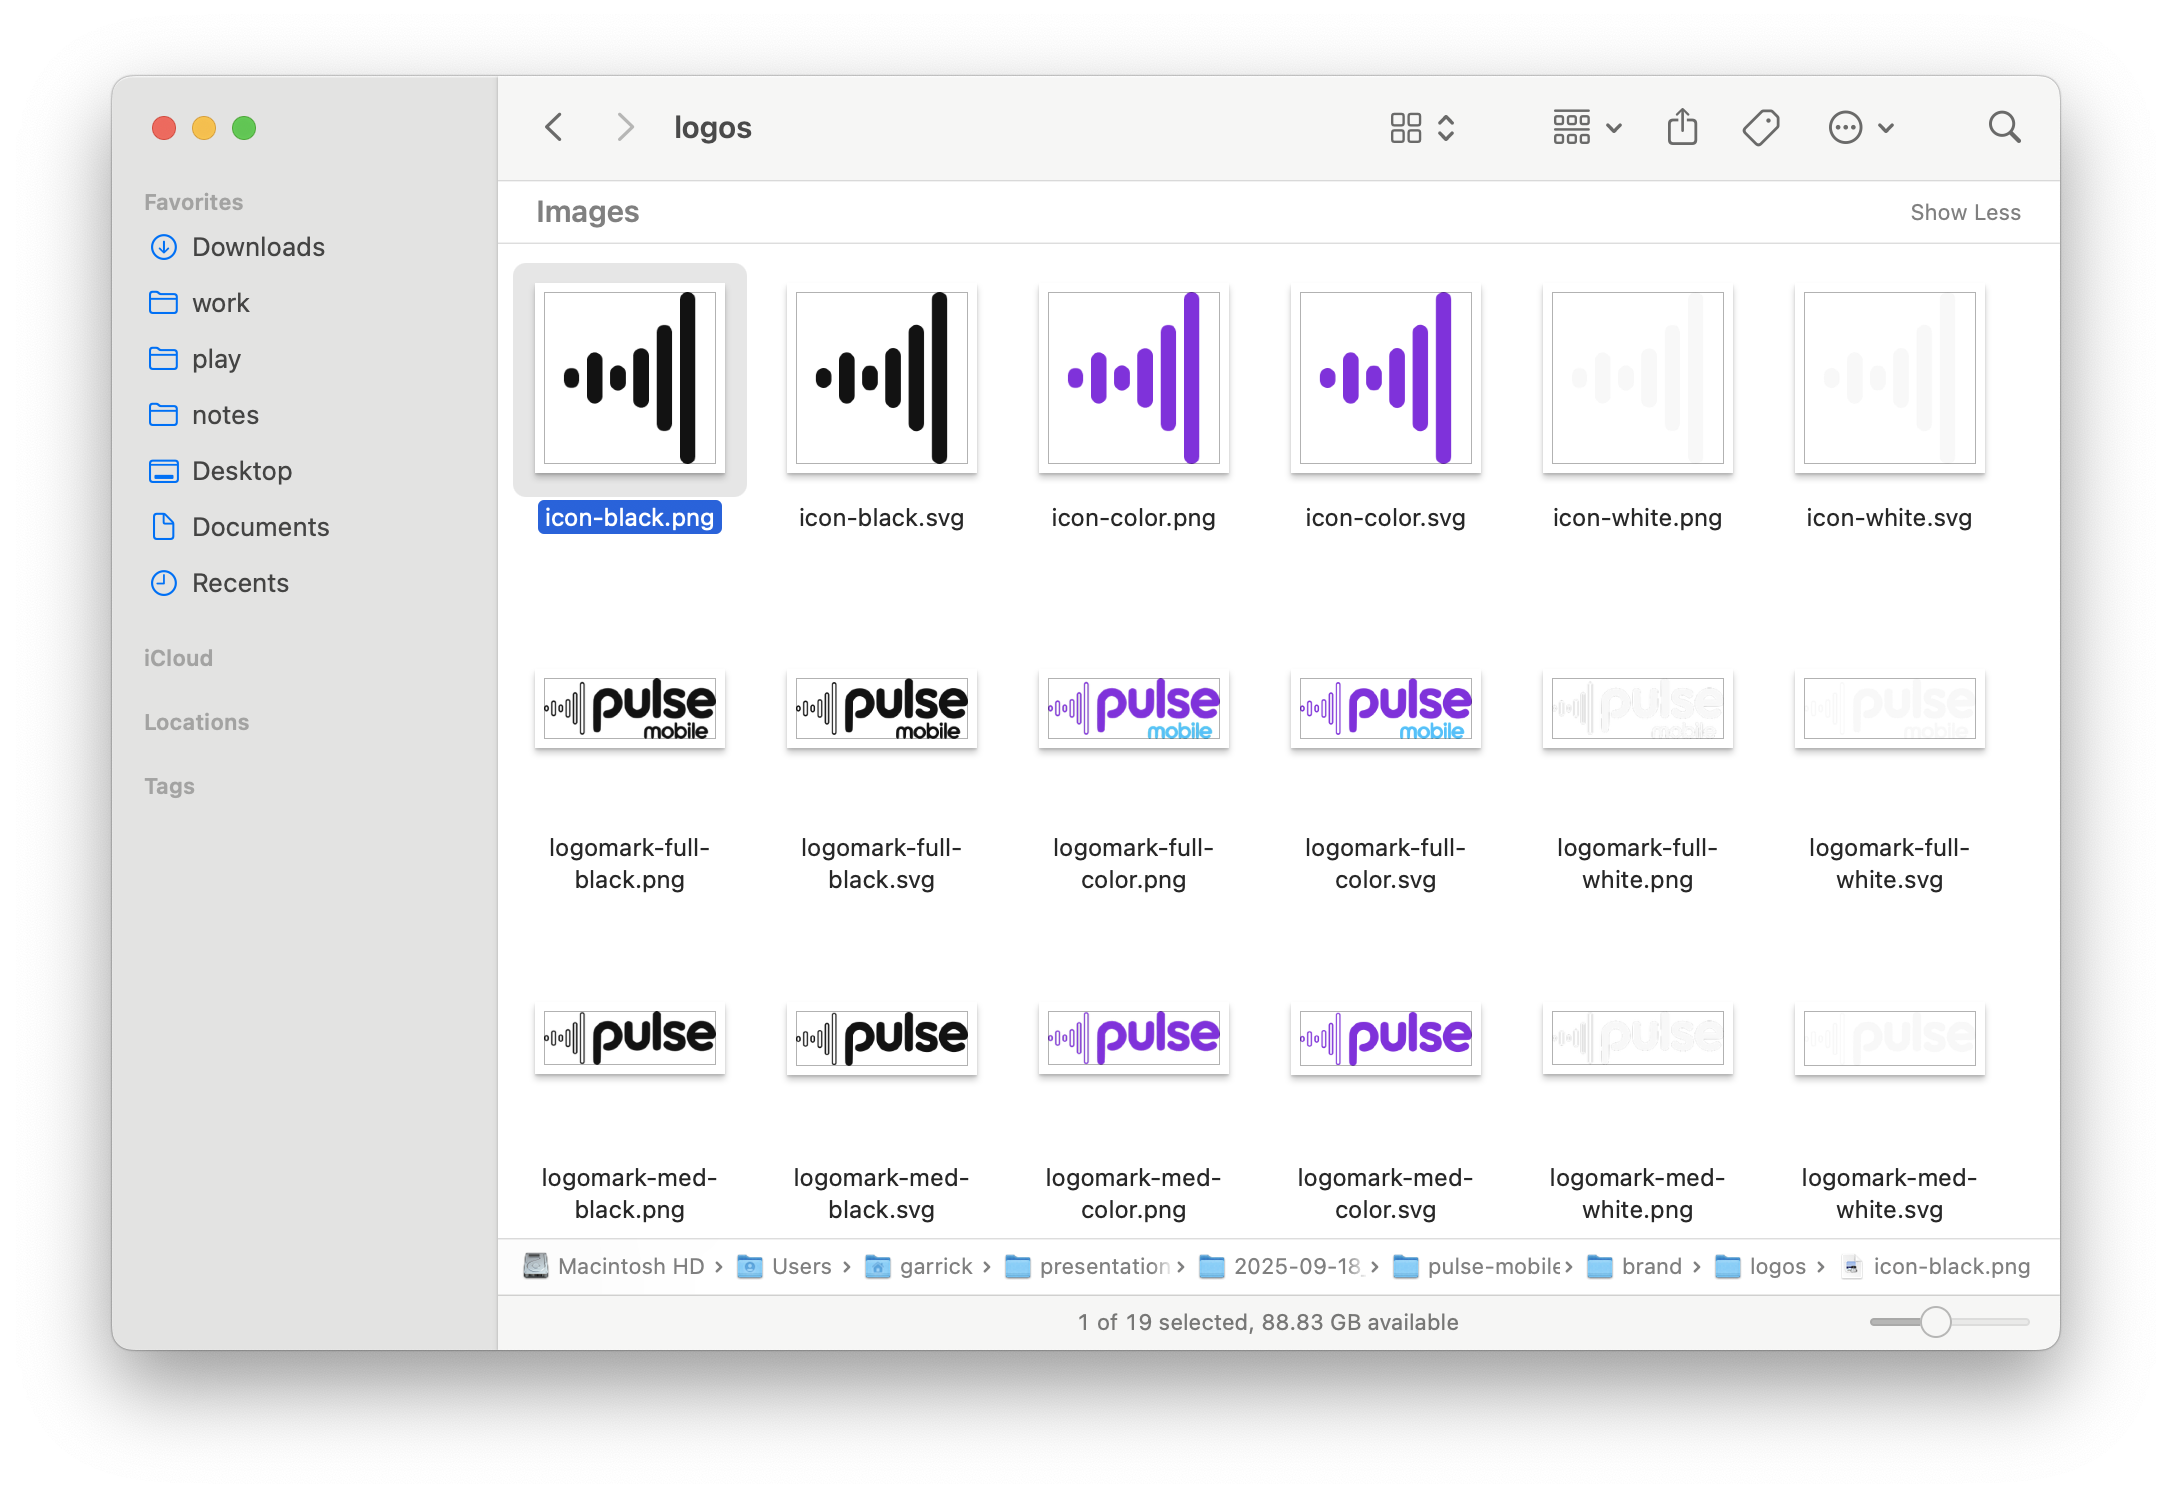 logos
Favorites
Downloads
work
play
notes
Desktop
Documents
Recents
iCloud
Locations
Tags
Images
Show Less
icon-black.png
icon-black.svg
icon-color.png
icon-color.svg
icon-white.png
icon-white.svg
pulse
mobile
pulse
mobile
pulse
mobile
pulse
mobile
pulse
mobile
pulse
mobile
logomark-full-
black.png
logomark-full-
black.svg
logomark-full-
color.png
logomark-full-
color.svg
logomark-full-
white.png
logomark-full-
white.svg
pulse
pulse
pulse
pulse
pulse
pulse
logomark-med-
black.png
logomark-med-
black.svg
logomark-med-
color.png
logomark-med-
color.svg
logomark-med-
white.png
logomark-med-
white.svg
Macintosh HD › Users › garrick › presentation › 2025-09-18_ › pulse-mobile › brand › logos › icon-black.png
1 of 19 selected, 88.83 GB available